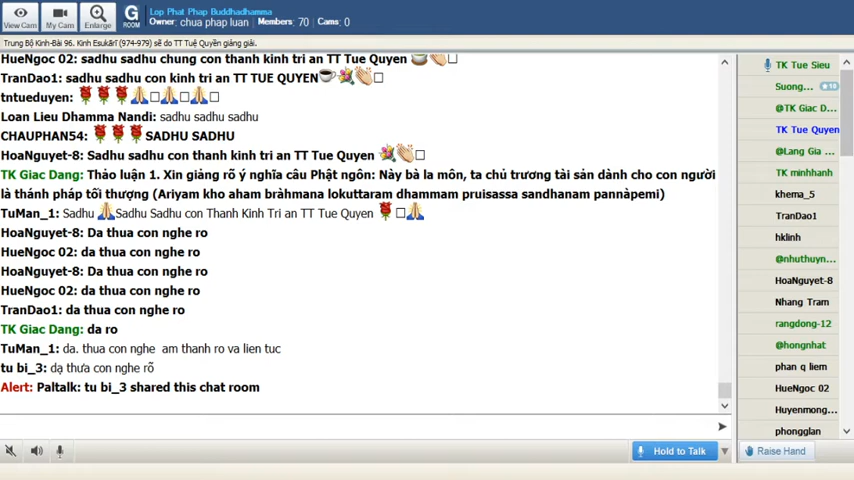 Lop Phat Phap Buddhadhamma
Owner: chua phap luan Members: 70 Cams: 0
View Cam
My Cam
Enlarge
G
ROOM
Trung Bộ Kinh-Bài 96. Kinh Esukārī (974-979) sẽ do TT Tuệ Quyền giảng giải.
HueNgoc 02: sadhu sadhu chung con thanh kinh tri an TT Tue Quyen
TranDao1: sadhu sadhu con kinh tri an TT TUE QUYEN
tntueduyen:
Loan Lieu Dhamma Nandi: sadhu sadhu sadhu
CHAUPHAN54: SADHU SADHU
HoaNguyet-8: Sadhu sadhu con thanh kinh tri an TT Tue Quyen
TK Giac Dang: Thảo luận 1. Xin giảng rõ ý nghĩa câu Phật ngôn: Này bà la môn, ta chủ trương tài sản dành cho con người
là thánh pháp tối thượng (Ariyam kho aham bràhmana lokuttaram dhammam pruisassa sandhanam pannàpemi)
TuMan_1: Sadhu Sadhu Sadhu con Thanh Kinh Tri an TT Tue Quyen
HoaNguyet-8: Da thua con nghe ro
HueNgoc 02: da thua con nghe ro
HoaNguyet-8: Da thua con nghe ro
HueNgoc 02: da thua con nghe ro
TranDao1: da thua con nghe ro
TK Giac Dang: da ro
TuMan_1: da. thua con nghe am thanh ro va lien tuc
tu bi_3: dạ thưa con nghe rõ
Alert: Paltalk: tu bi_3 shared this chat room
Hold to Talk
TK Tue Sieu
Suong... 18
@TK Giac D...
TK Tue Quyen
@Lang Gia ...
TK minhhanh
khema_5
TranDao1
hklinh
@nhuthuyn...
HoaNguyet-8
Nhang Tram
rangdong-12
@hongnhat
phan q liem
HueNgoc 02
Huyenmong...
phongglan
Raise Hand